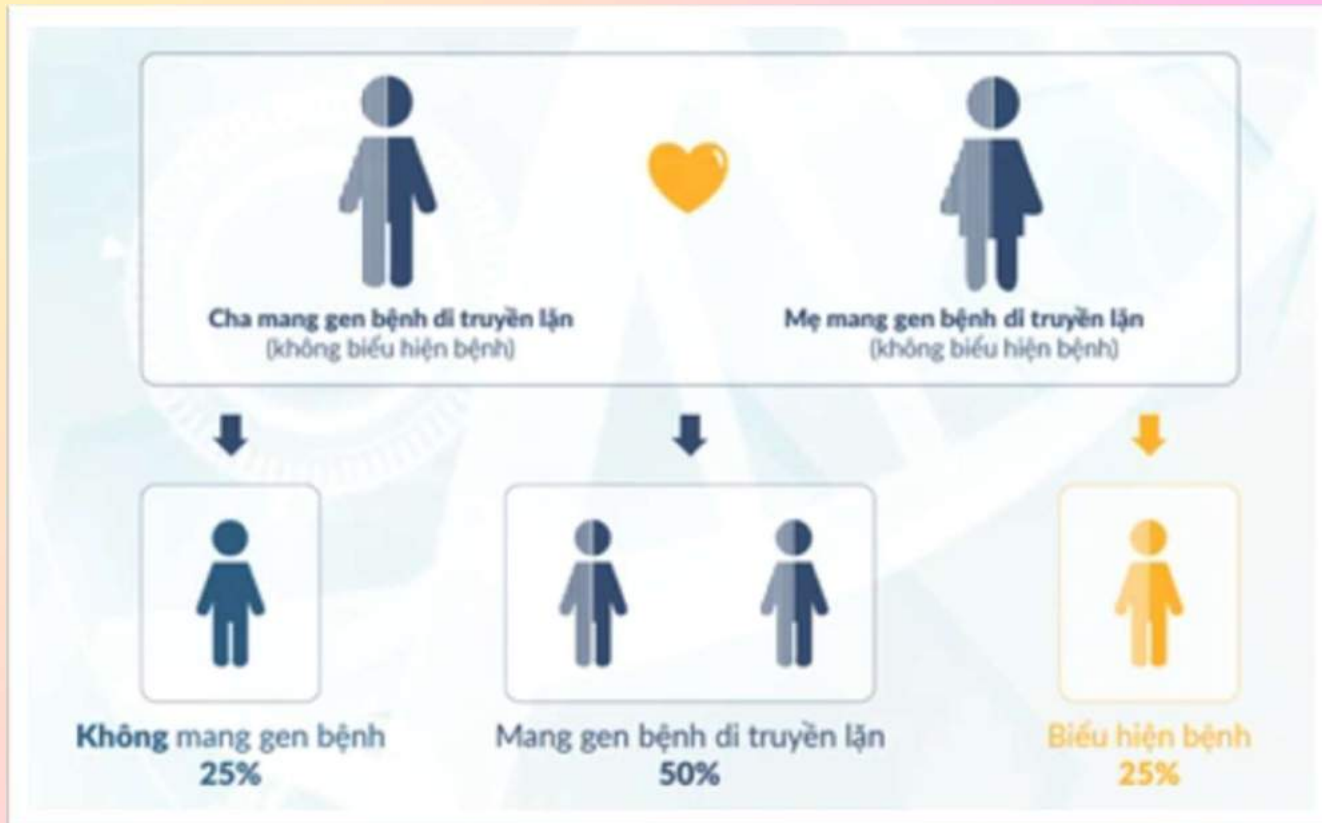 Cha mang gen bệnh di truyền lặn
(không biểu hiện bệnh)
Mẹ mang gen bệnh di truyền lặn
(không biểu hiện bệnh)
Không mang gen bệnh
25%
Mang gen bệnh di truyền lặn
50%
Biểu hiện bệnh
25%